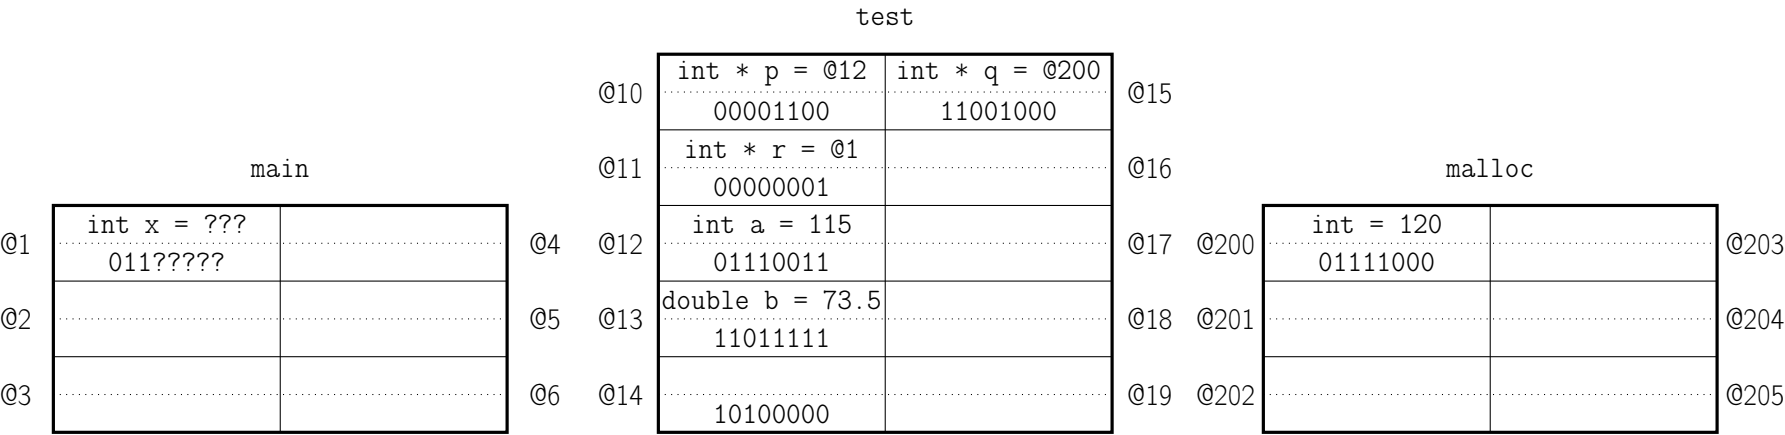 test
@10 int * p = @12 int * q = @200 @15
00001100 11001000
@11 int * r = @1 @16
00000001
main
malloc
@1 int x = ??? @4
011?????
@12 int a = 115 @17
01110011
@200 int = 120 @203
01111000
@2 @5
@13 double b = 73.5 @18
11011111
@201 @204
@3 @6
@14 @19
10100000
@202 @205